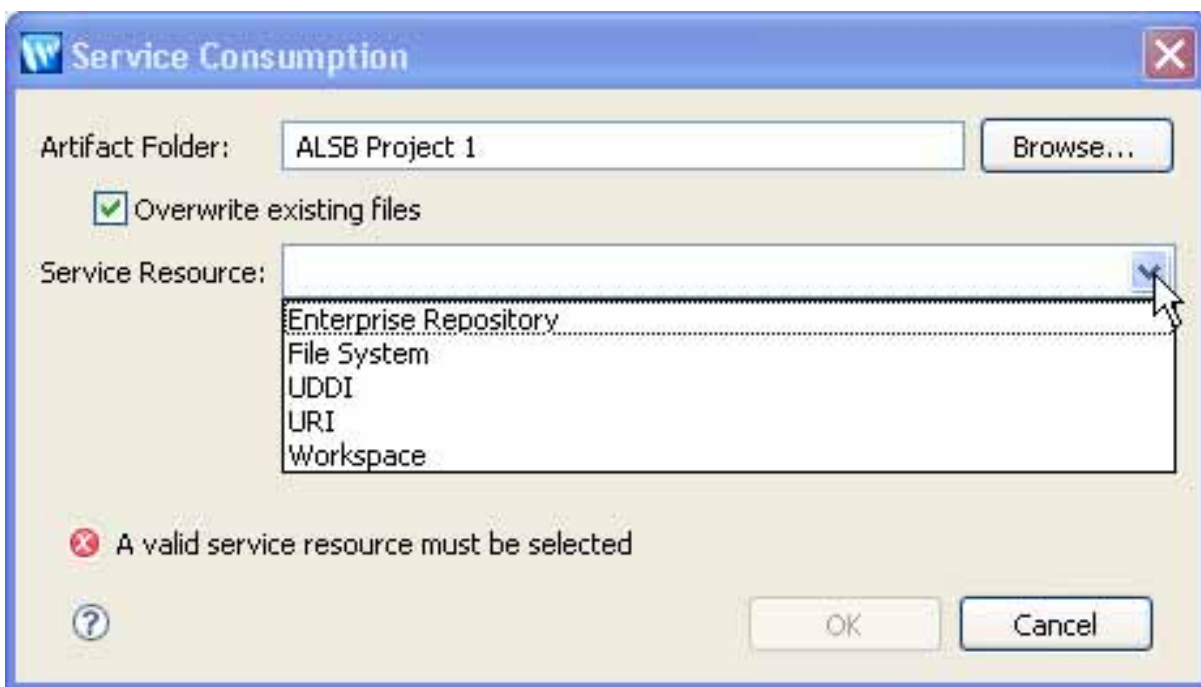 Service Consumption
Artifact Folder: ALSB Project 1 Browse...
Overwrite existing files
Service Resource:
Enterprise Repository
File System
UDDI
URI
Workspace
A valid service resource must be selected
OK Cancel